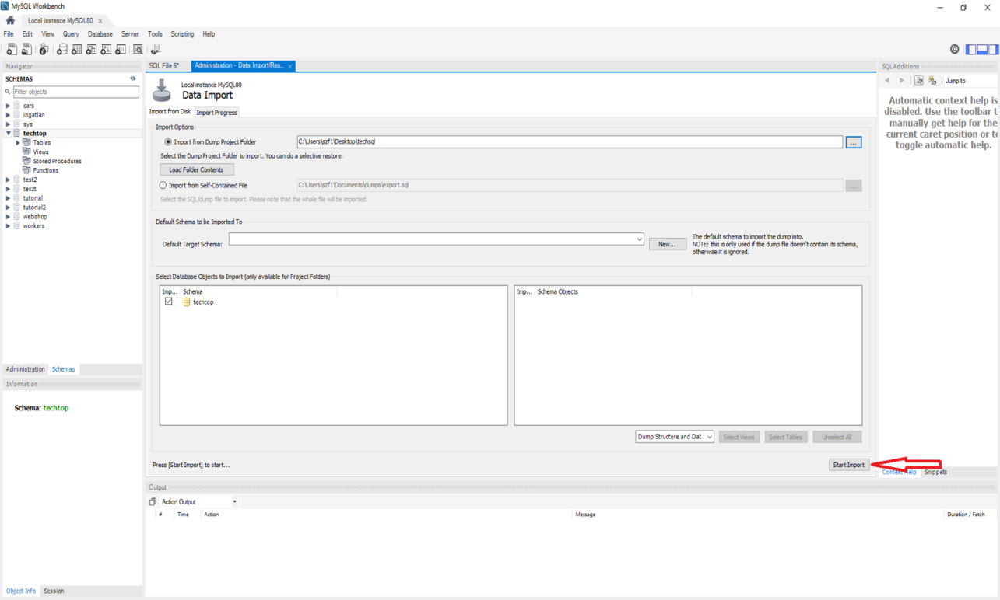 MySQL Workbench
Local instance MySQL80 ×
File Edit View Query Database Server Tools Scripting Help
Navigator
SCHEMAS
Filter objects
cars
ingatlan
sys
techtop
Tables
Views
Stored Procedures
Functions
test2
teszt
tutorial
tutorial2
webshop
workers
Administration Schemas
Information
Schema: techtop
Object Info Session
SQL File 6* Administration - Data Import/Res... ×
Local instance MySQL80
Data Import
Import from Disk Import Progress
Import Options
Import from Dump Project Folder C:\Users\szf1\Desktop\techsql ...
Select the Dump Project Folder to import. You can do a selective restore.
Load Folder Contents
Import from Self-Contained File C:\Users\szf1\Documents\dumps\export.sql ...
Select the SQL/dump file to import. Please note that the whole file will be imported.
Default Schema to be Imported To
Default Target Schema: New...
The default schema to import the dump into.
NOTE: this is only used if the dump file doesn't contain its schema,
otherwise it is ignored.
Select Database Objects to Import (only available for Project Folders)
Imp... Schema
techtop
Imp... Schema Objects
Dump Structure and Dat Select Views Select Tables Unselect All
Press [Start Import] to start... Start Import
Output
Action Output
# Time Action Message Duration / Fetch
SQLAdditions
Jump to
Automatic context help is
disabled. Use the toolbar t
manually get help for the
current caret position or to
toggle automatic help.
Context Help Snippets